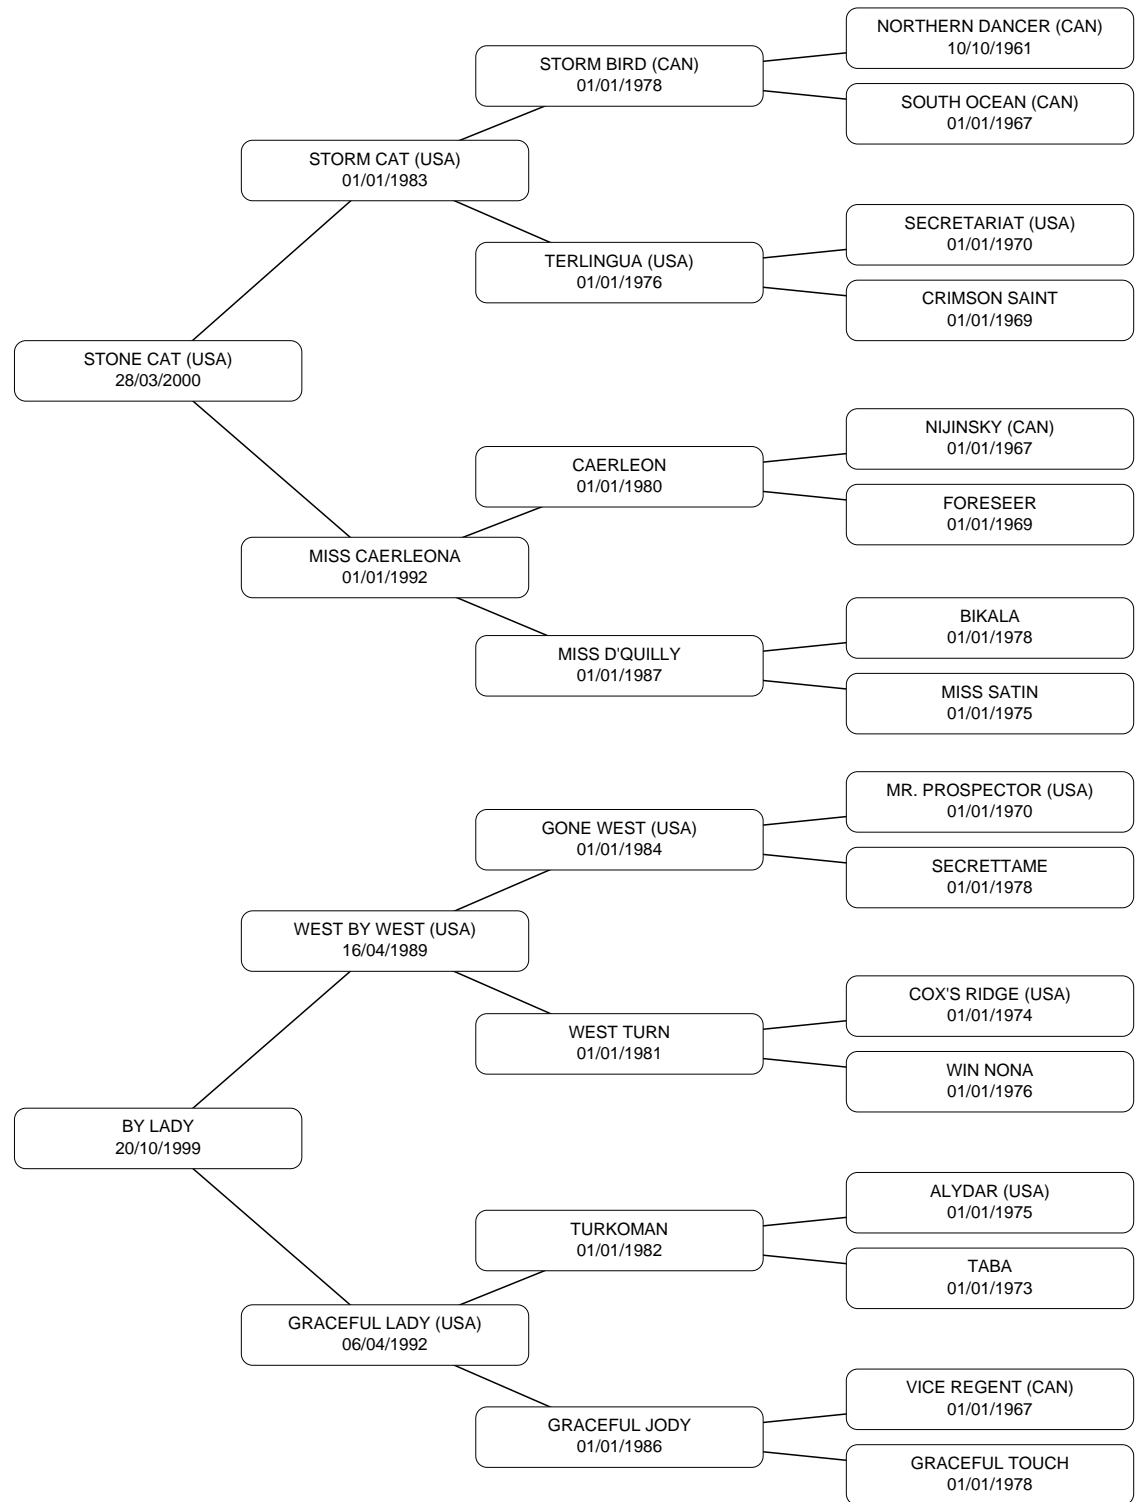 NORTHERN DANCER (CAN)
10/10/1961
STORM BIRD (CAN)
01/01/1978
SOUTH OCEAN (CAN)
01/01/1967
STORM CAT (USA)
01/01/1983
SECRETARIAT (USA)
01/01/1970
TERLINGUA (USA)
01/01/1976
CRIMSON SAINT
01/01/1969
STONE CAT (USA)
28/03/2000
NIJINSKY (CAN)
01/01/1967
CAERLEON
01/01/1980
FORESEER
01/01/1969
MISS CAERLEONA
01/01/1992
BIKALA
01/01/1978
MISS D'QUILLY
01/01/1987
MISS SATIN
01/01/1975
MR. PROSPECTOR (USA)
01/01/1970
GONE WEST (USA)
01/01/1984
SECRETTAME
01/01/1978
WEST BY WEST (USA)
16/04/1989
COX'S RIDGE (USA)
01/01/1974
WEST TURN
01/01/1981
WIN NONA
01/01/1976
BY LADY
20/10/1999
ALYDAR (USA)
01/01/1975
TURKOMAN
01/01/1982
TABA
01/01/1973
GRACEFUL LADY (USA)
06/04/1992
VICE REGENT (CAN)
01/01/1967
GRACEFUL JODY
01/01/1986
GRACEFUL TOUCH
01/01/1978